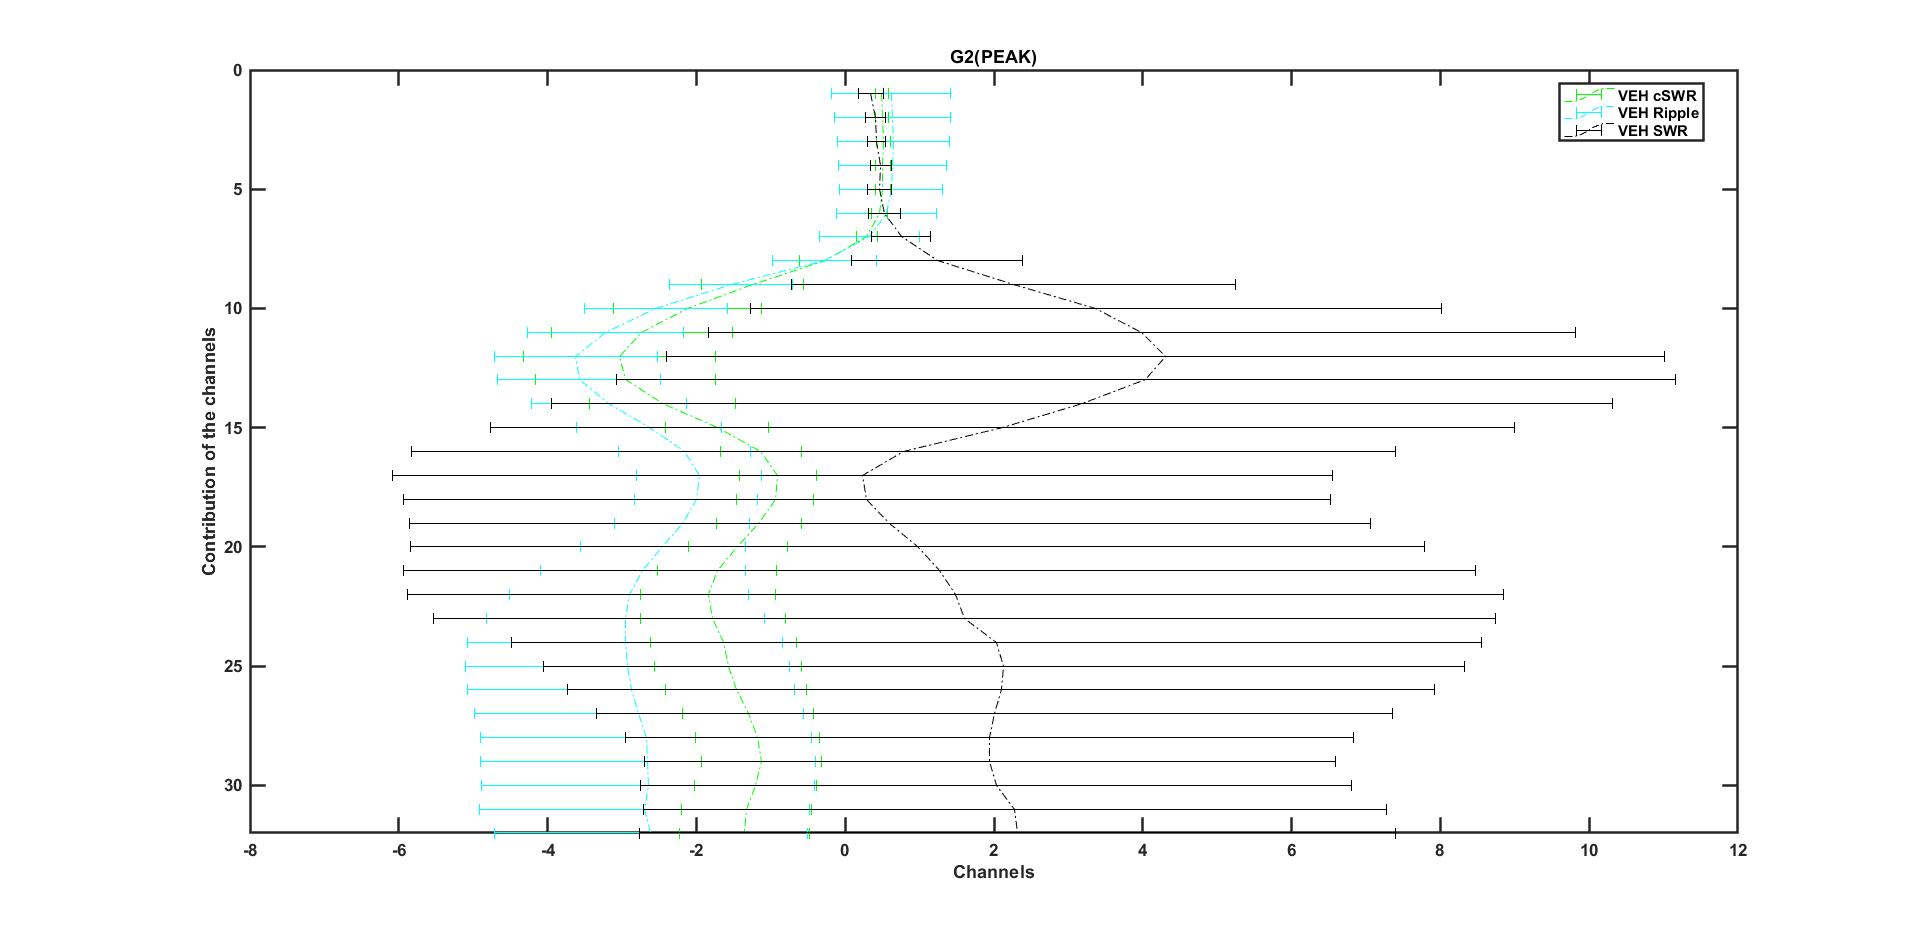 G2(PEAK)
VEH cSWR
VEH Ripple
VEH SWR
Contribution of the channels
0
5
10
15
20
25
30
-8 -6 -4 -2 0 2 4 6 8 10 12
Channels